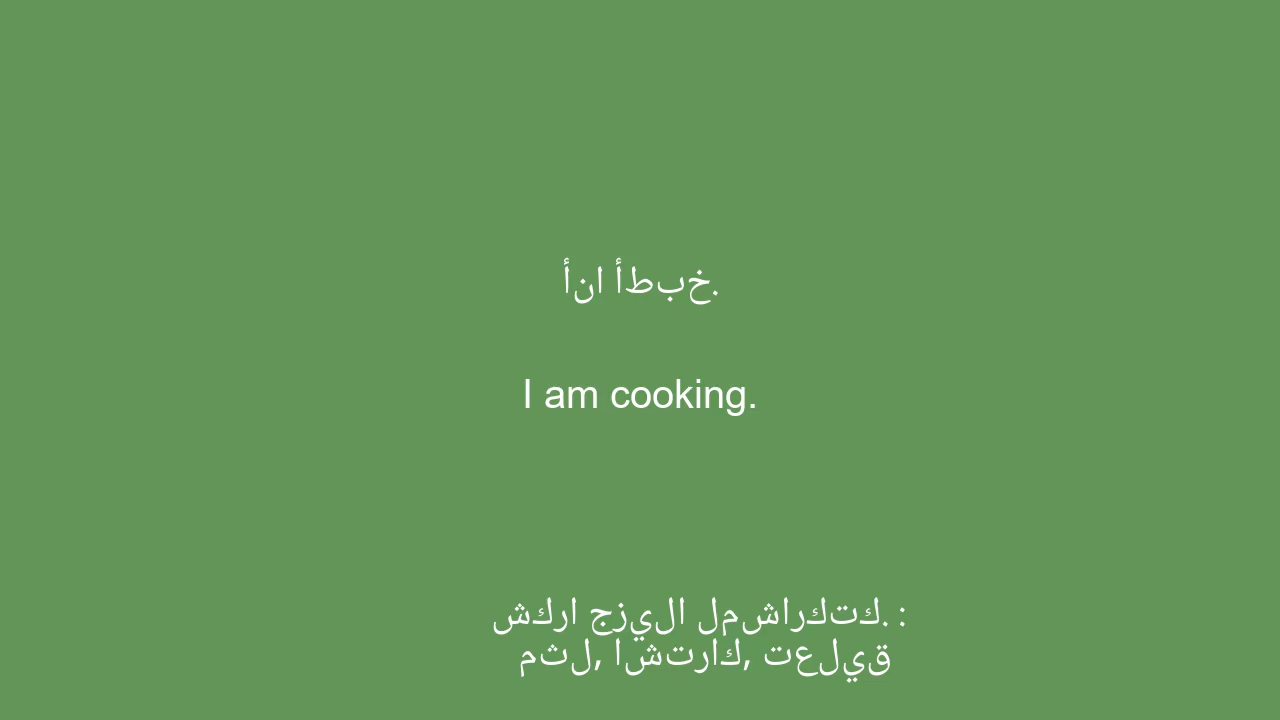 أنا أطبخ.
I am cooking.
شكرا جزيلا لمشاركتك. :
مثل, اشتراك, تعليق